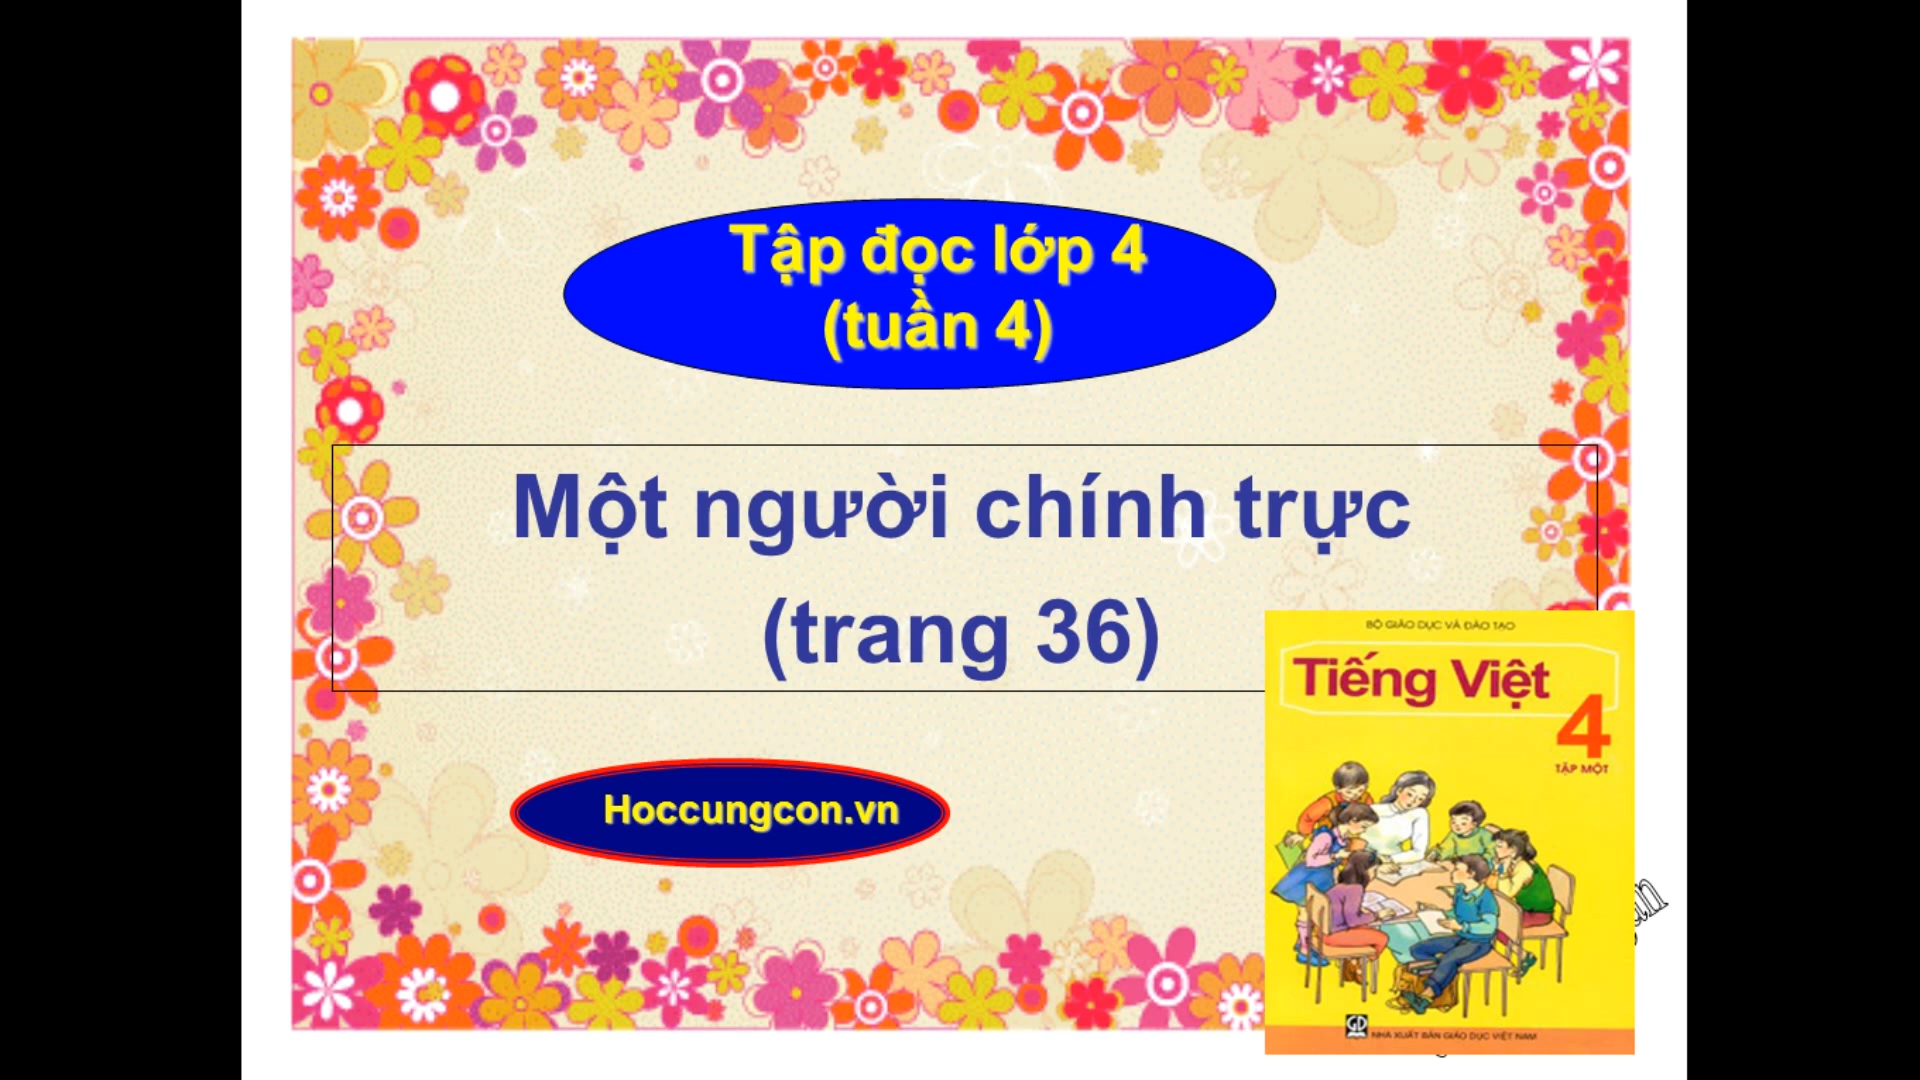 Tập đọc lớp 4
(tuần 4)
Một người chính trực
(trang 36)
BỘ GIÁO DỤC VÀ ĐÀO TẠO
Tiếng Việt
4
TẬP MỘT
Hoccungcon.vn
GD
NHÀ XUẤT BẢN GIÁO DỤC VIỆT NAM